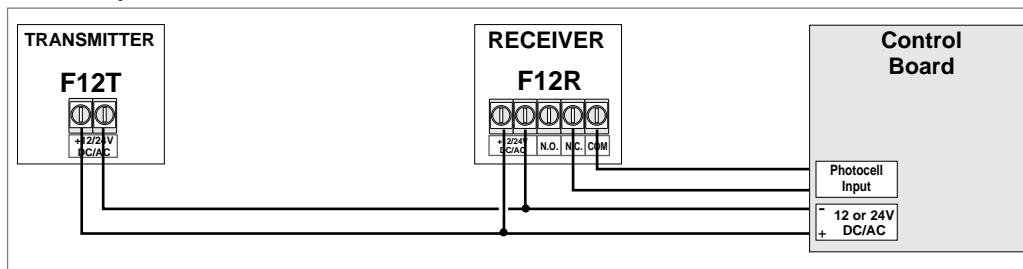 TRANSMITTER
F12T
+12/24V
DC/AC
RECEIVER
F12R
+12/24V
DC/AC
N.O.
N.C.
COM
Control
Board
Photocell
Input
- 12 or 24V
+ DC/AC